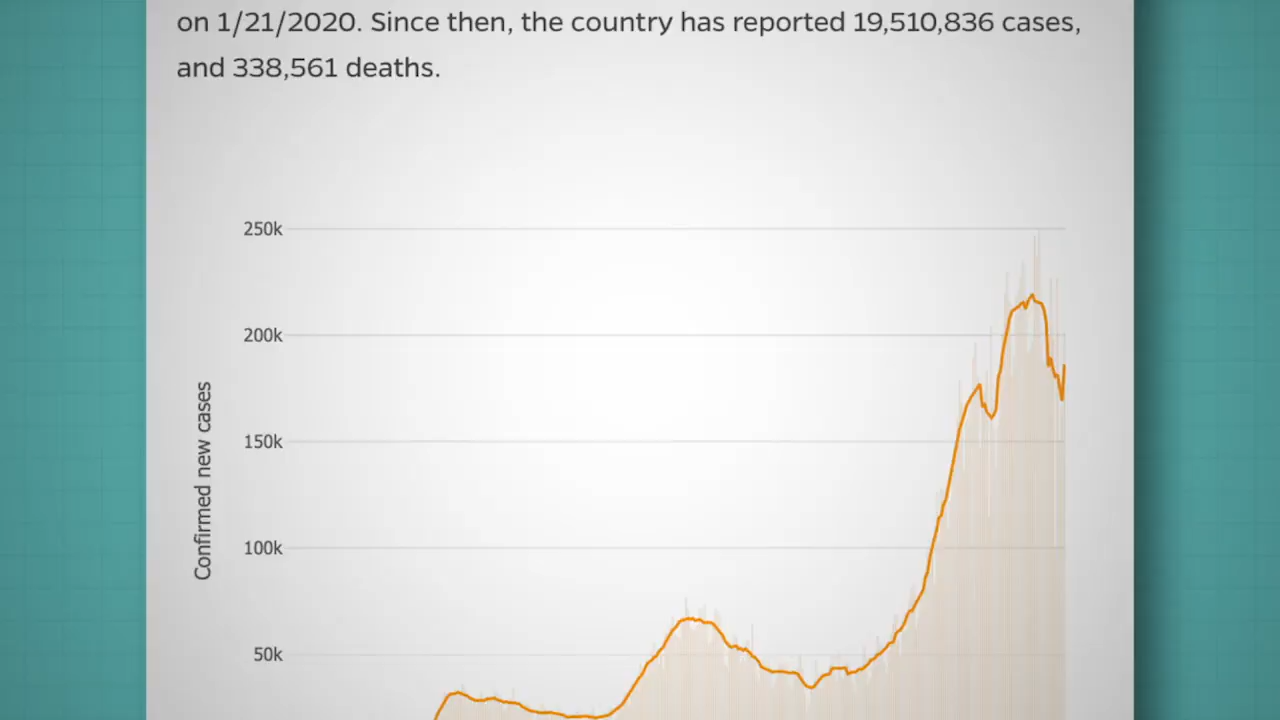 on 1/21/2020. Since then, the country has reported 19,510,836 cases,
and 338,561 deaths.
250k
200k
150k
100k
50k
Confirmed new cases